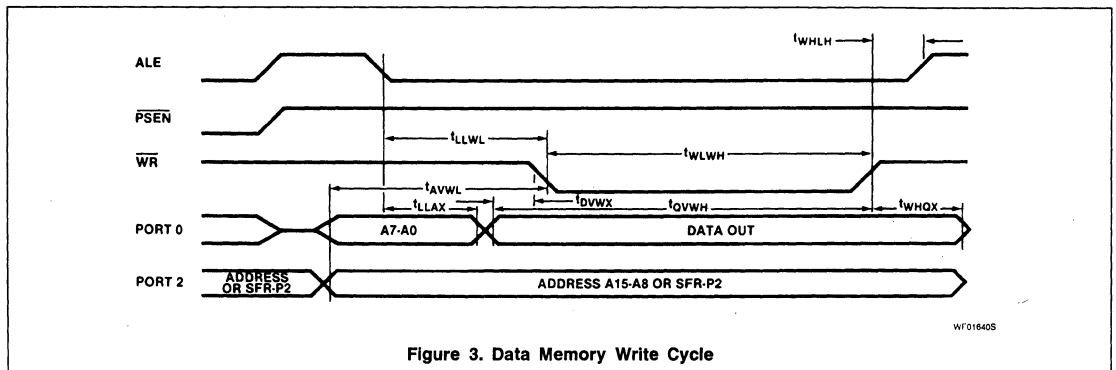 tWHLH
ALE
PSEN
tLLWL
tWLWH
WR
tAVWL
tLLAX
tDVWX
tQVWH
tWHQX
PORT 0
A7-A0
DATA OUT
PORT 2
ADDRESS
OR SFR-P2
ADDRESS A15-A8 OR SFR-P2
WF01640S
Figure 3. Data Memory Write Cycle